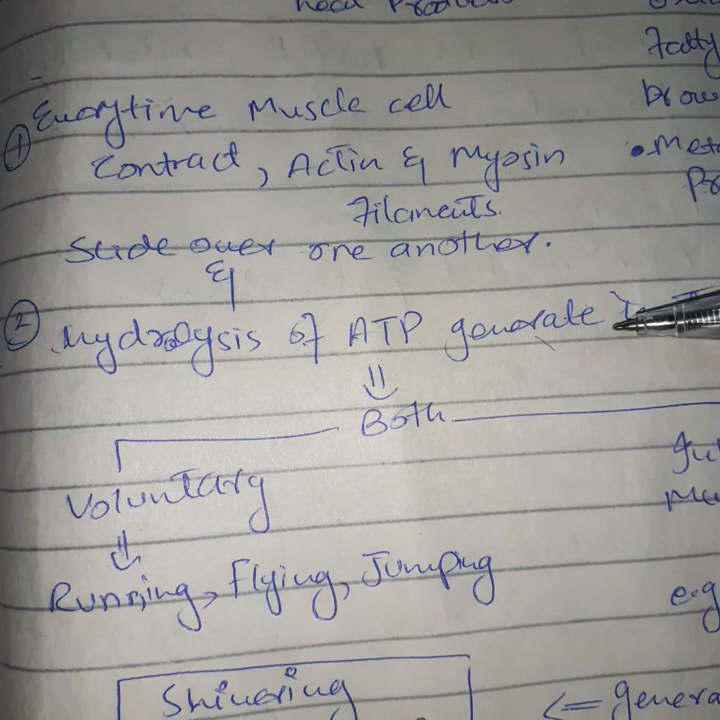 ①
Everytime Muscle cell
Contract, Actin & Myosin
Filaments.
Slide over one another.
&
② Hydrolysis of ATP generate
⇓
Both
Voluntary
⇓
Running, Flying, Jumping
e.g
Shivering
<= genera
Fatty
brow
• Meta
Pr